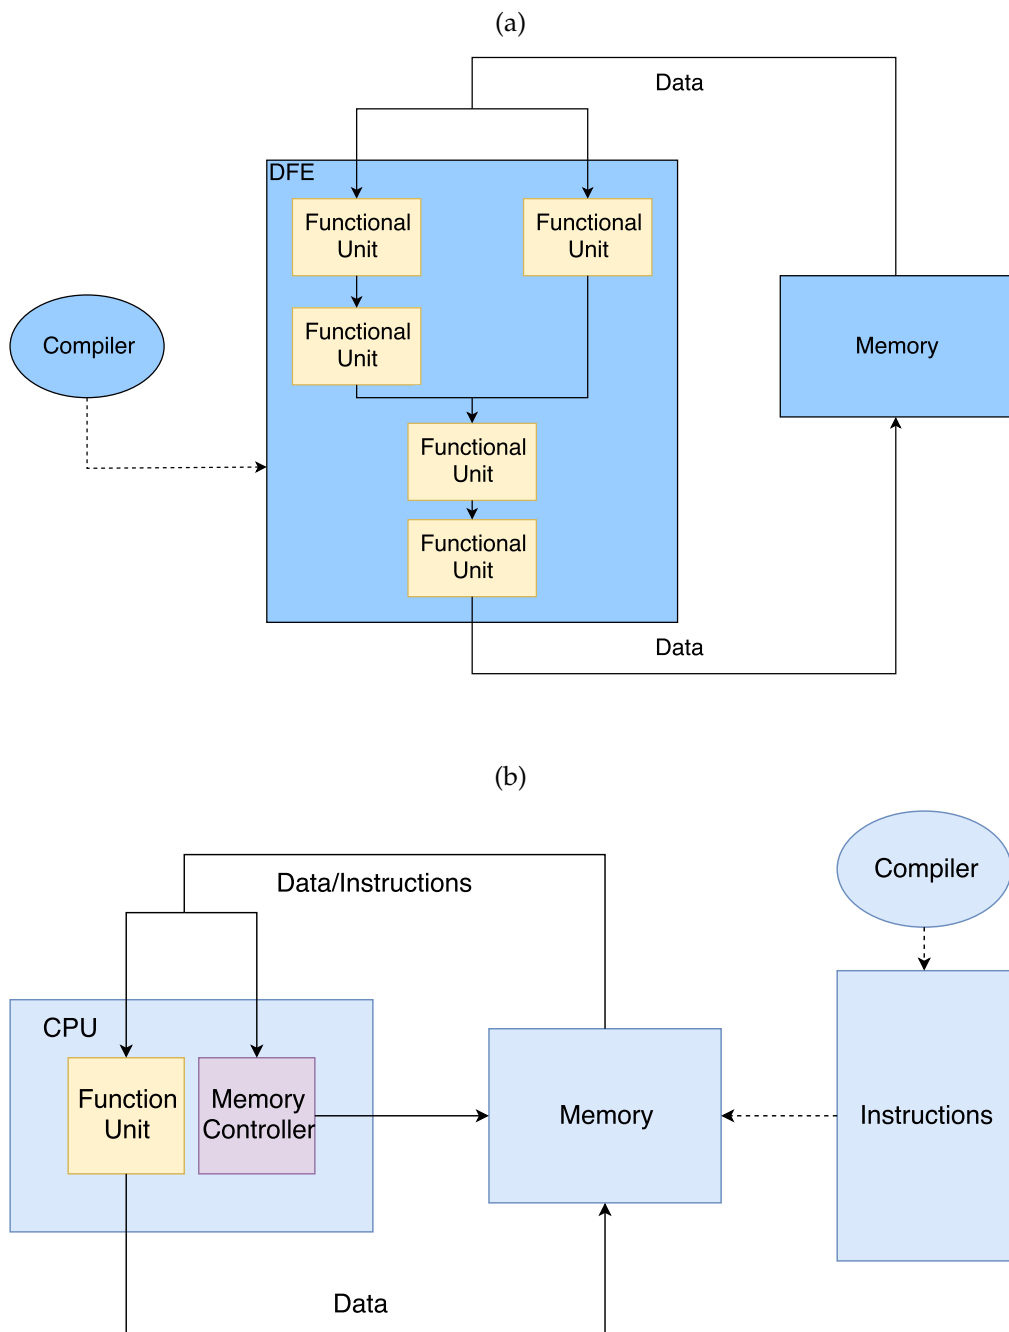 (a)
Data
DFE
Functional
Unit
Functional
Unit
Functional
Unit
Compiler
Memory
Functional
Unit
Functional
Unit
Data
(b)
Compiler
Data/Instructions
CPU
Function
Unit
Memory
Controller
Memory
Instructions
Data